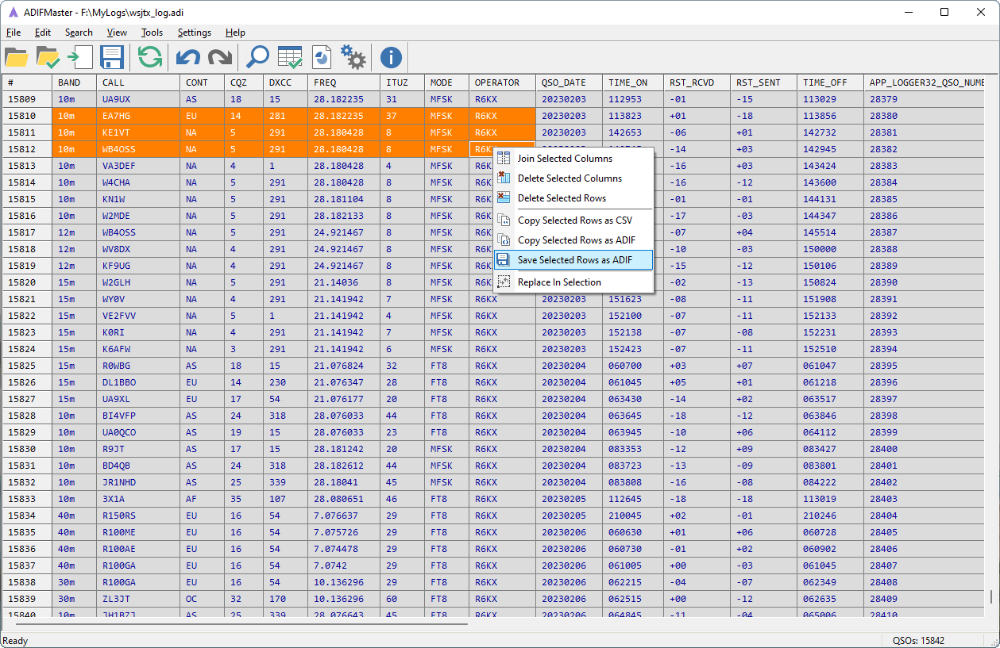 ADIFMaster - F:\MyLogs\wsjtx_log.adi
File Edit Search View Tools Settings Help
# BAND CALL CONT CQZ DXCC FREQ ITUZ MODE OPERATOR QSO_DATE TIME_ON RST_RCVD RST_SENT TIME_OFF APP_LOGGER32_QSO_NUME
15809 10m UA9UX AS 18 15 28.182235 31 MFSK R6KX 20230203 112953 -01 -15 113029 28379
15810 10m EA7HG EU 14 281 28.182235 37 MFSK R6KX 20230203 113823 +01 -18 113856 28380
15811 10m KE1VT NA 5 291 28.180428 8 MFSK R6KX 20230203 142653 -06 +01 142732 28381
15812 10m WB4OSS NA 5 291 28.180428 8 MFSK -14 +03 142945 28382
Join Selected Columns
Delete Selected Columns
Delete Selected Rows
Copy Selected Rows as CSV
Copy Selected Rows as ADIF
Save Selected Rows as ADIF
Replace In Selection
15813 10m VA3DEF NA 4 1 28.180428 4 MFSK -16 +03 143424 28383
15814 10m W4CHA NA 5 291 28.180428 8 MFSK -16 -12 143600 28384
15815 10m KN1W NA 5 291 28.181104 8 MFSK -01 -01 144131 28385
15816 10m W2MDE NA 5 291 28.182133 8 MFSK -17 -03 144347 28386
15817 12m WB4OSS NA 5 291 24.921467 8 MFSK -07 +04 145514 28387
15818 12m WV8DX NA 4 291 24.921467 8 MFSK -10 -03 150000 28388
15819 12m KF9UG NA 4 291 24.921467 8 MFSK -15 -12 150106 28389
15820 15m W2GLH NA 5 291 21.14036 8 MFSK -02 -13 150824 28390
15821 15m WY0V NA 4 291 21.141942 7 MFSK R6KX 20230203 151623 -08 -11 151908 28391
15822 15m VE2FVV NA 5 1 21.141942 4 MFSK R6KX 20230203 152100 -07 -11 152133 28392
15823 15m K0RI NA 4 291 21.141942 7 MFSK R6KX 20230203 152138 -07 -08 152231 28393
15824 15m K6AFW NA 3 291 21.141942 6 MFSK R6KX 20230203 152423 -07 -11 152510 28394
15825 15m R0WBG AS 18 15 21.076824 32 FT8 R6KX 20230204 060700 +03 +07 061047 28395
15826 15m DL1BBO EU 14 230 21.076347 28 FT8 R6KX 20230204 061045 +05 +01 061218 28396
15827 15m UA9XL EU 17 54 21.076177 20 FT8 R6KX 20230204 063430 -14 +02 063517 28397
15828 10m BI4VFP AS 24 318 28.076033 44 FT8 R6KX 20230204 063645 -18 -12 063846 28398
15829 10m UA0QCO AS 19 15 28.076033 23 FT8 R6KX 20230204 063945 -10 +06 064112 28399
15830 10m R9JT AS 17 15 28.181242 20 MFSK R6KX 20230204 083353 -12 +09 083427 28400
15831 10m BD4QB AS 24 318 28.182612 44 MFSK R6KX 20230204 083723 -13 -09 083801 28401
15832 10m JR1NHD AS 25 339 28.18041 45 MFSK R6KX 20230204 083808 -16 -08 084222 28402
15833 10m 3X1A AF 35 107 28.080651 46 FT8 R6KX 20230205 112645 -18 -18 113019 28403
15834 40m R150RS EU 16 54 7.076637 29 FT8 R6KX 20230205 210045 +02 -01 210246 28404
15835 40m R100ME EU 16 54 7.075726 29 FT8 R6KX 20230206 060630 +01 +06 060728 28405
15836 40m R100AE EU 16 54 7.074478 29 FT8 R6KX 20230206 060730 -01 +02 060902 28406
15837 40m R100GA EU 16 54 7.0742 29 FT8 R6KX 20230206 061005 +00 -03 061045 28407
15838 30m R100GA EU 16 54 10.136296 29 FT8 R6KX 20230206 062215 -04 -07 062349 28408
15839 30m ZL3JT OC 32 170 10.136296 60 FT8 R6KX 20230206 062515 +00 -12 062635 28409
15840 10m JH1BZJ AS 25 339 28.076643 45 FT8 R6KX 20230206 064845 -11 -04 065006 28410
Ready QSOs: 15842